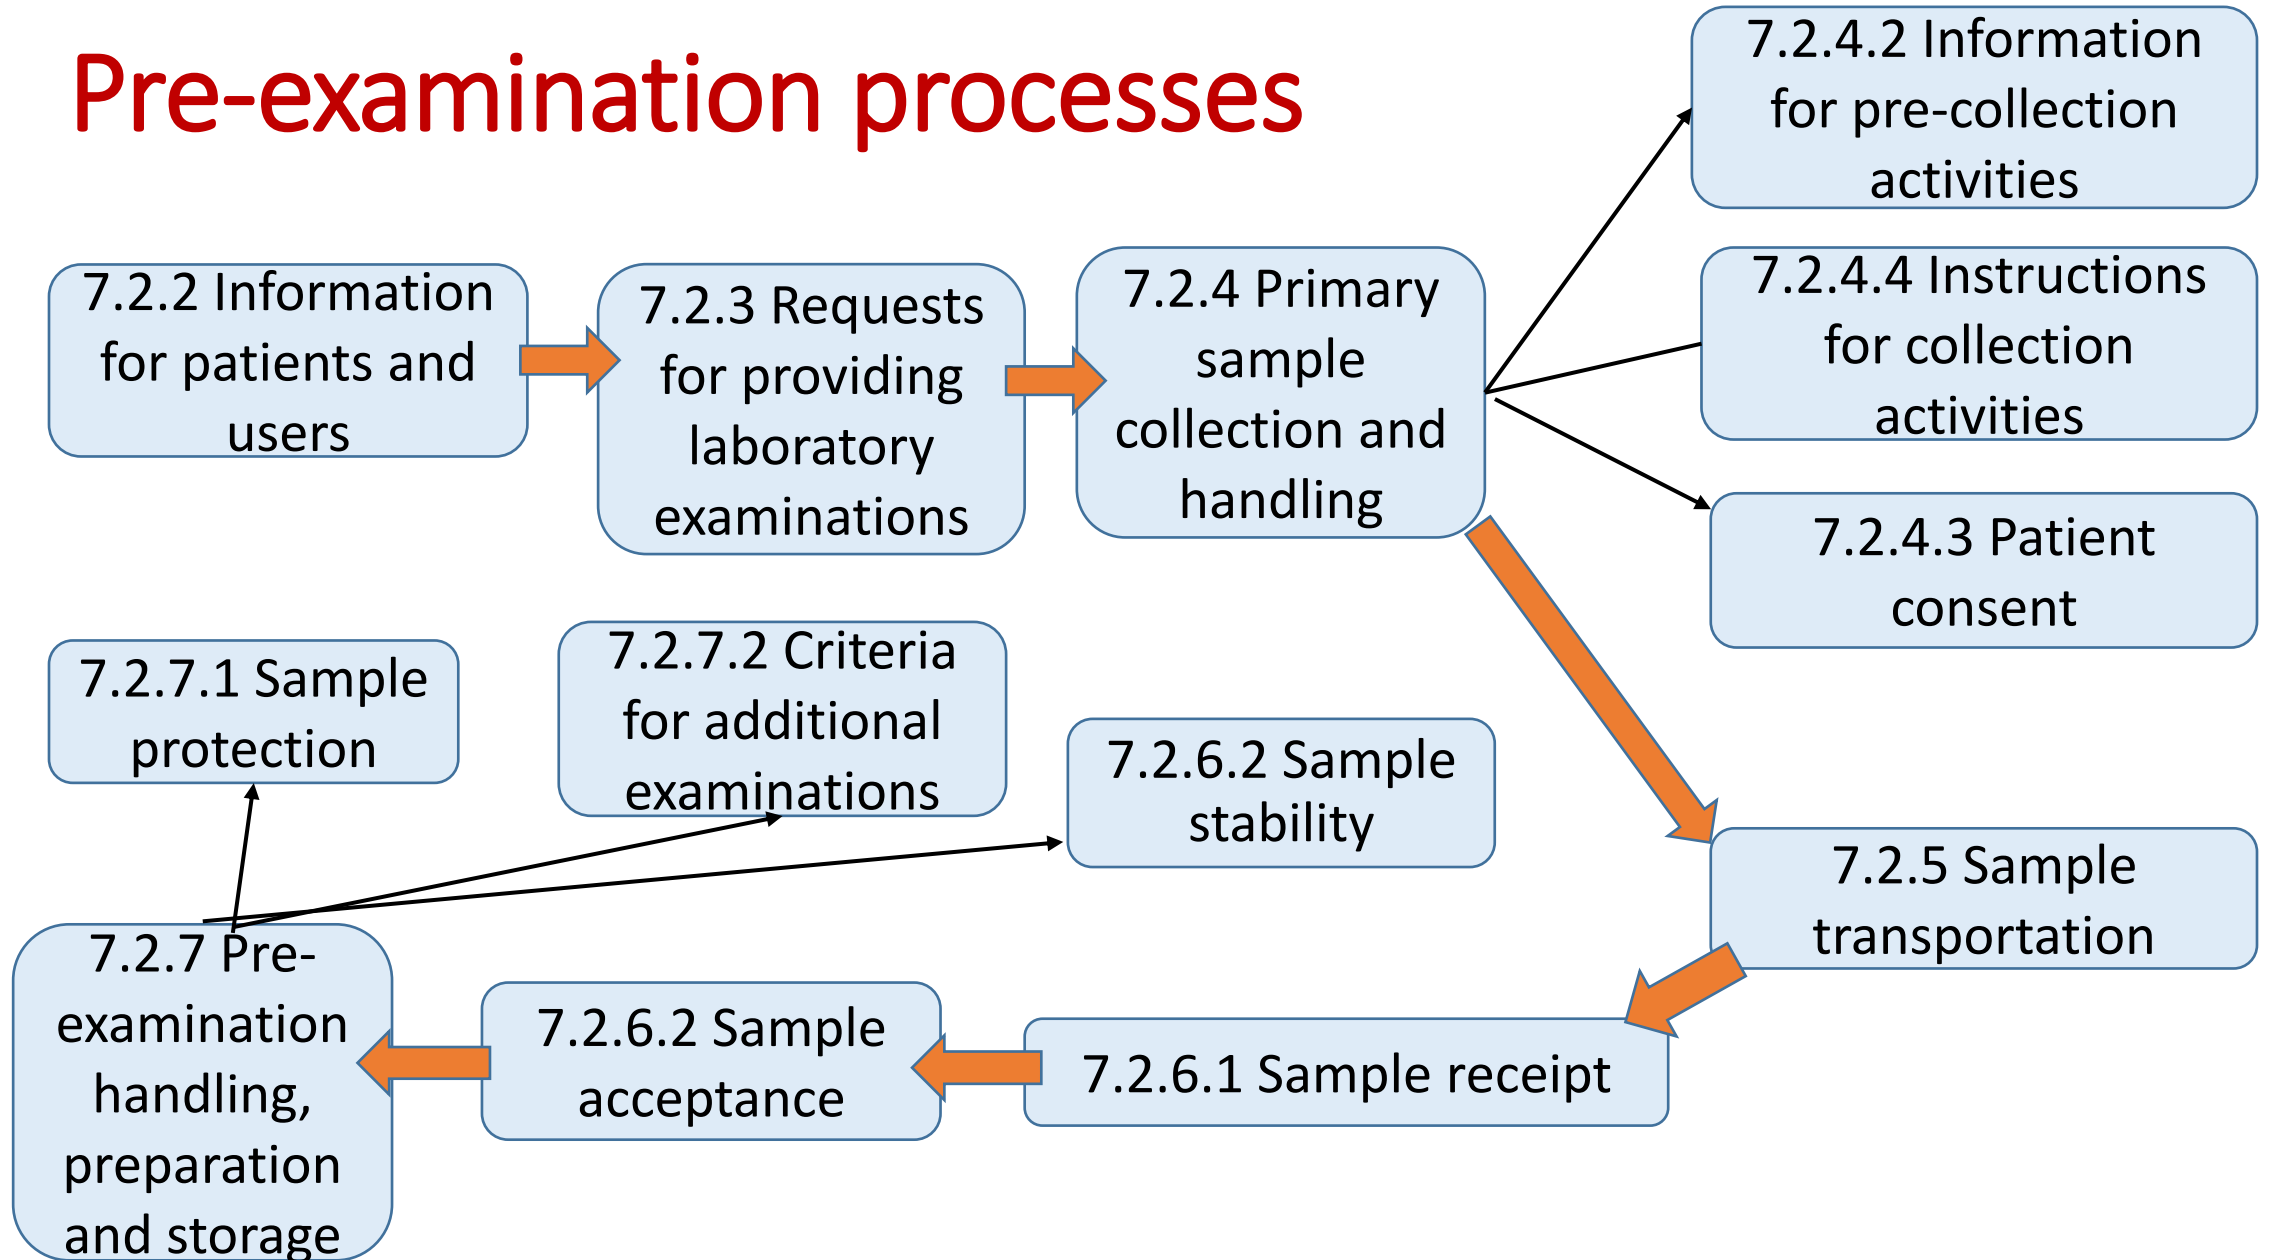 Pre-examination processes
7.2.4.2 Information
for pre-collection
activities
7.2.2 Information
for patients and
users
7.2.3 Requests
for providing
laboratory
examinations
7.2.4 Primary
sample
collection and
handling
7.2.4.4 Instructions
for collection
activities
7.2.4.3 Patient
consent
7.2.7.1 Sample
protection
7.2.7.2 Criteria
for additional
examinations
7.2.6.2 Sample
stability
7.2.5 Sample
transportation
7.2.7 Pre-
examination
handling,
preparation
and storage
7.2.6.2 Sample
acceptance
7.2.6.1 Sample receipt